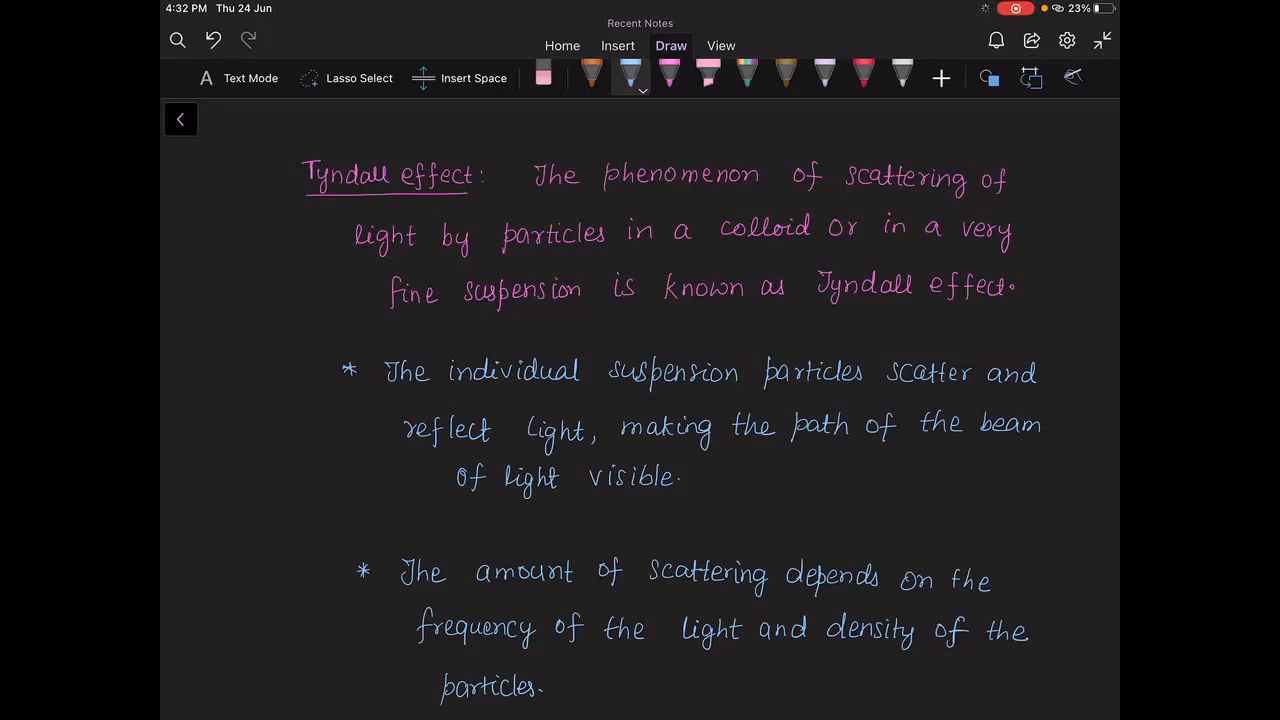 4:32 PM Thu 24 Jun 23%
Recent Notes
Home Insert Draw View
A Text Mode Lasso Select Insert Space
Tyndall effect: The phenomenon of scattering of
light by particles in a colloid or in a very
fine suspension is known as Tyndall effect.
* The individual suspension particles scatter and
reflect light, making the path of the beam
of light visible.
* The amount of scattering depends on the
frequency of the light and density of the
particles.